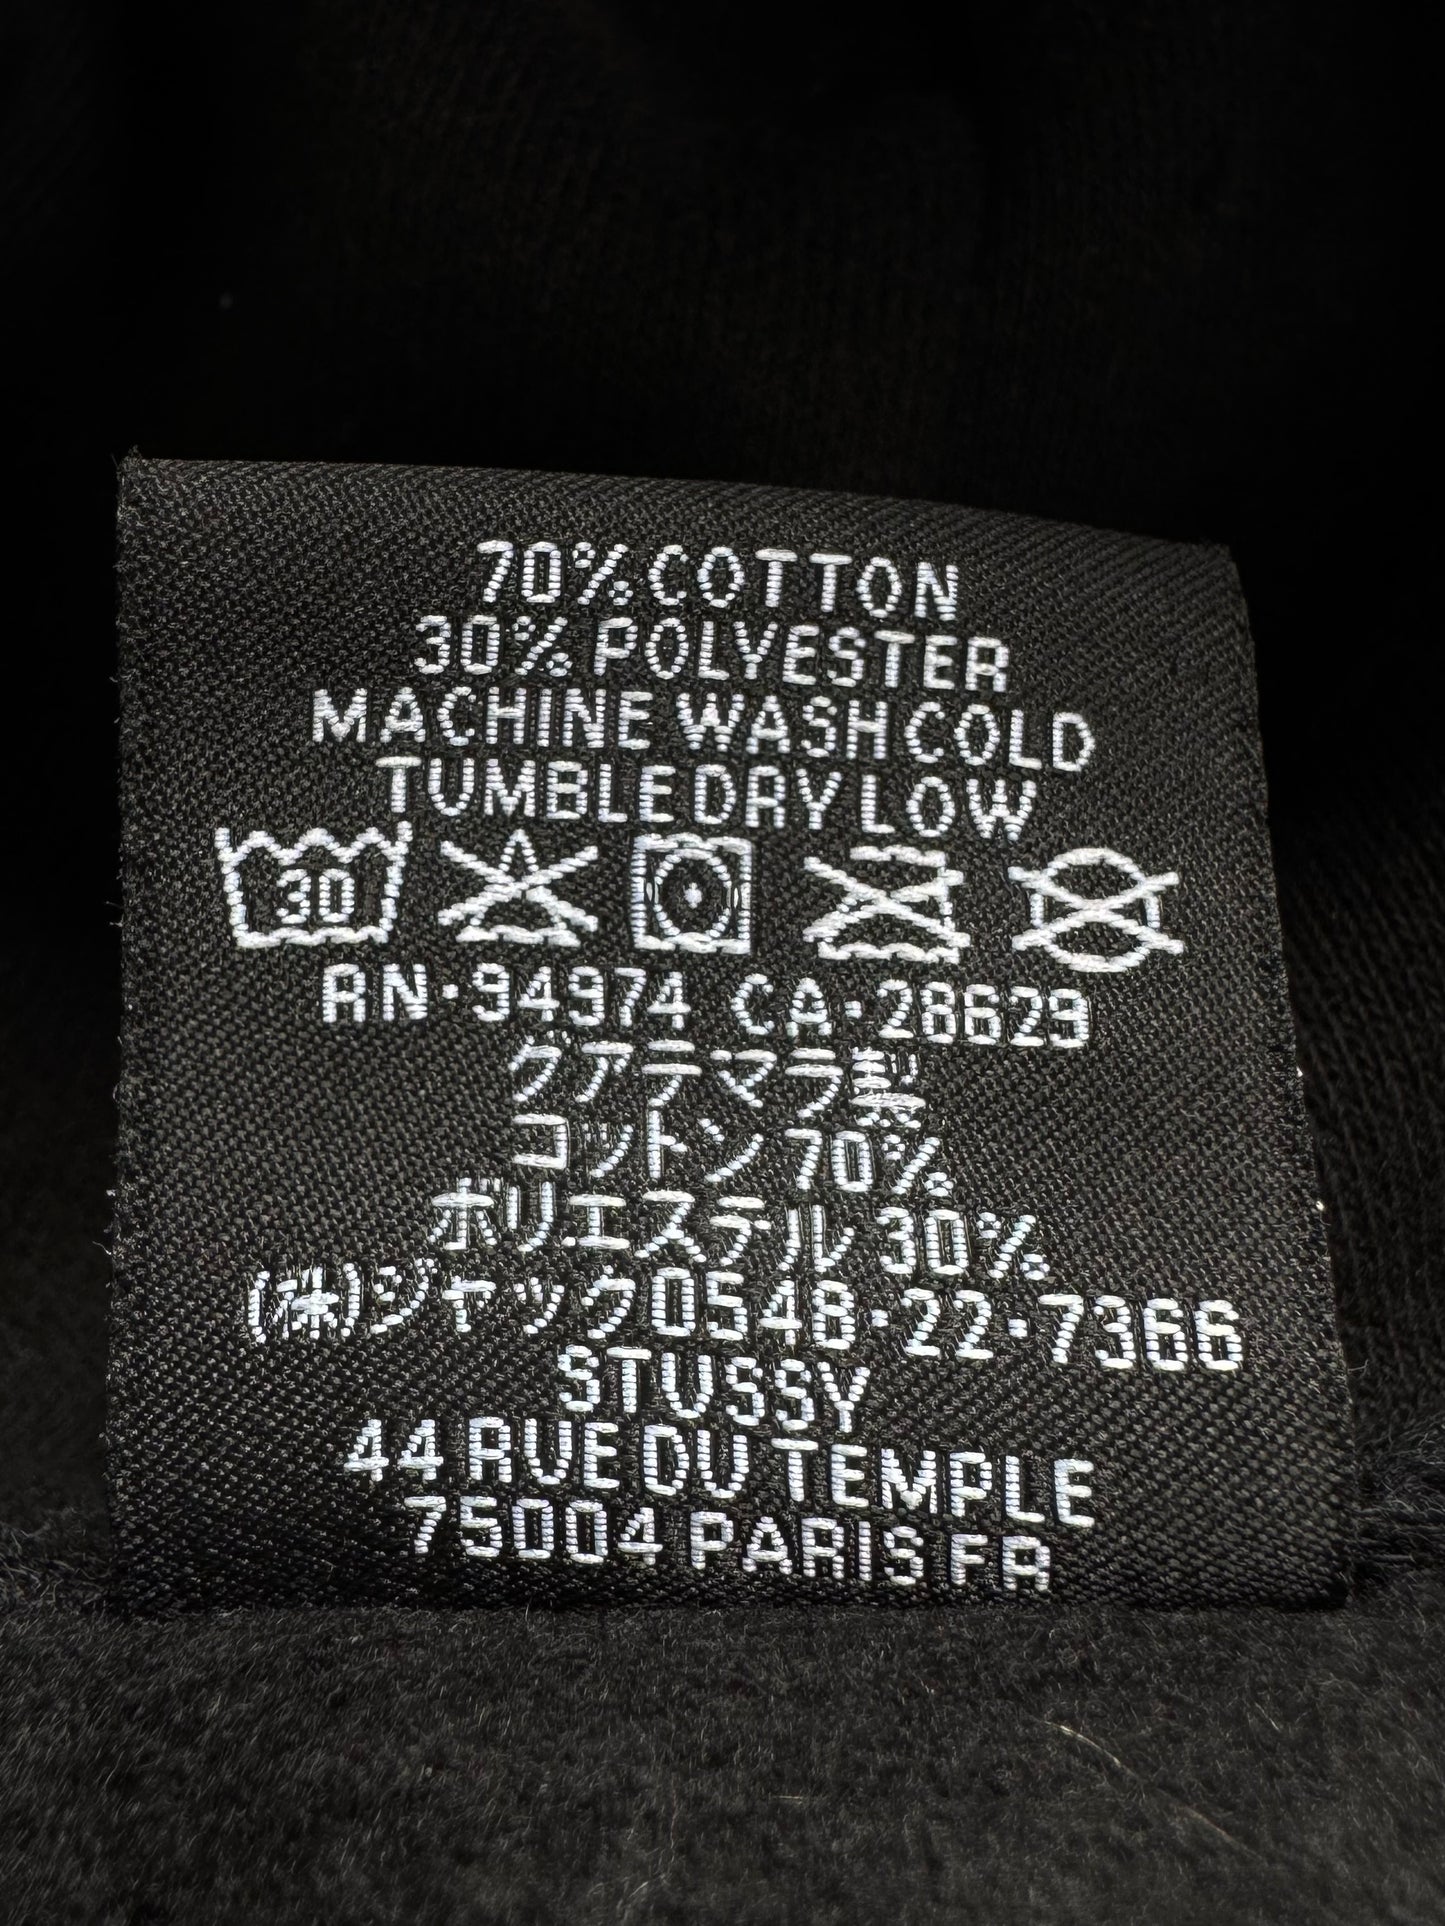 70% COTTON
30% POLYESTER
MACHINE WASH COLD
TUMBLE DRY LOW
30
RN·94974 CA·28629
グアテマラ製
コットン 70%
ポリエステル 30%
(株)ジャック0548·22·7366
STUSSY
44 RUE DU TEMPLE
75004 PARIS FR